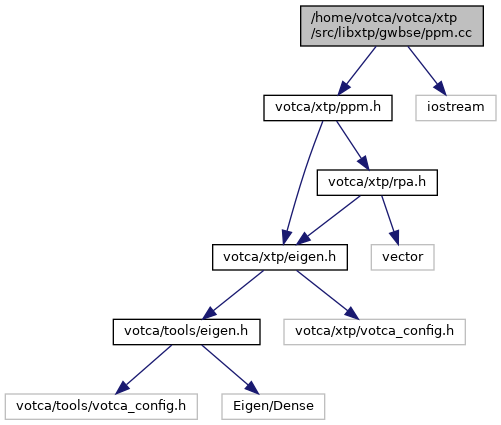 /home/votca/votca/xtp
/src/libxtp/gwbse/ppm.cc
votca/xtp/ppm.h
iostream
votca/xtp/rpa.h
votca/xtp/eigen.h
vector
votca/tools/eigen.h
votca/xtp/votca_config.h
votca/tools/votca_config.h
Eigen/Dense